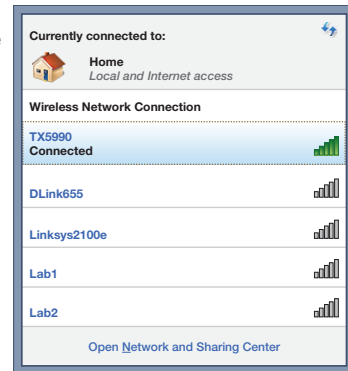 Currently connected to:
Home
Local and Internet access
Wireless Network Connection
TX5990
Connected
DLink655
Linksys2100e
Lab1
Lab2
Open Network and Sharing Center